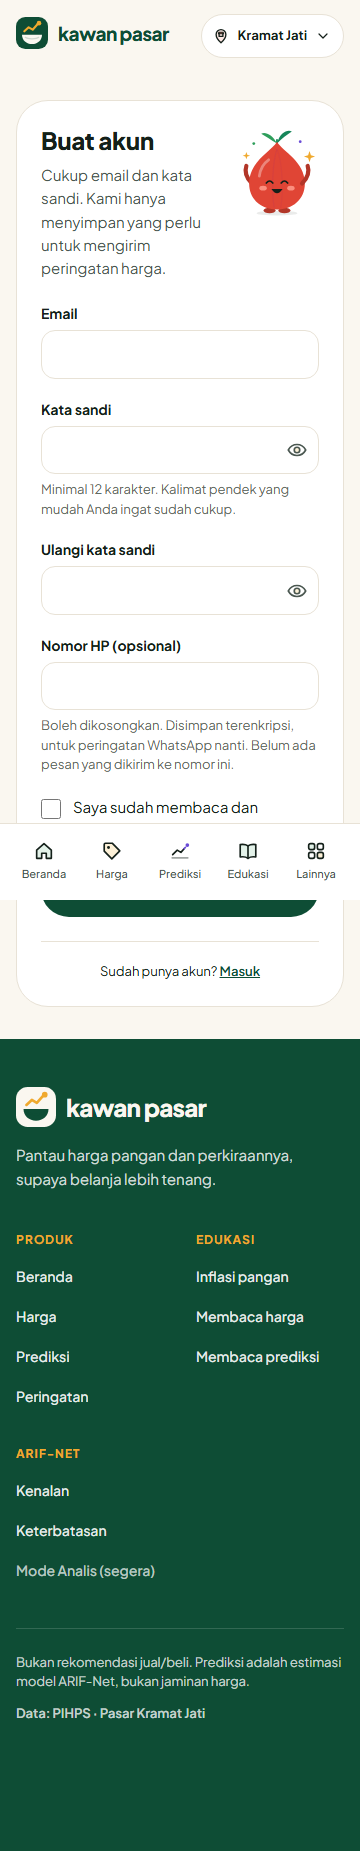 kawan pasar
Kramat Jati
Buat akun
Cukup email dan kata
sandi. Kami hanya
menyimpan yang perlu
untuk mengirim
peringatan harga.
Email
Kata sandi
Minimal 12 karakter. Kalimat pendek yang
mudah Anda ingat sudah cukup.
Ulangi kata sandi
Nomor HP (opsional)
Boleh dikosongkan. Disimpan terenkripsi,
untuk peringatan WhatsApp nanti. Belum ada
pesan yang dikirim ke nomor ini.
Saya sudah membaca dan
Beranda
Harga
Prediksi
Edukasi
Lainnya
Sudah punya akun? Masuk
kawan pasar
Pantau harga pangan dan perkiraannya,
supaya belanja lebih tenang.
PRODUK
Beranda
Harga
Prediksi
Peringatan
EDUKASI
Inflasi pangan
Membaca harga
Membaca prediksi
ARIF-NET
Kenalan
Keterbatasan
Mode Analis (segera)
Bukan rekomendasi jual/beli. Prediksi adalah estimasi
model ARIF-Net, bukan jaminan harga.
Data: PIHPS · Pasar Kramat Jati